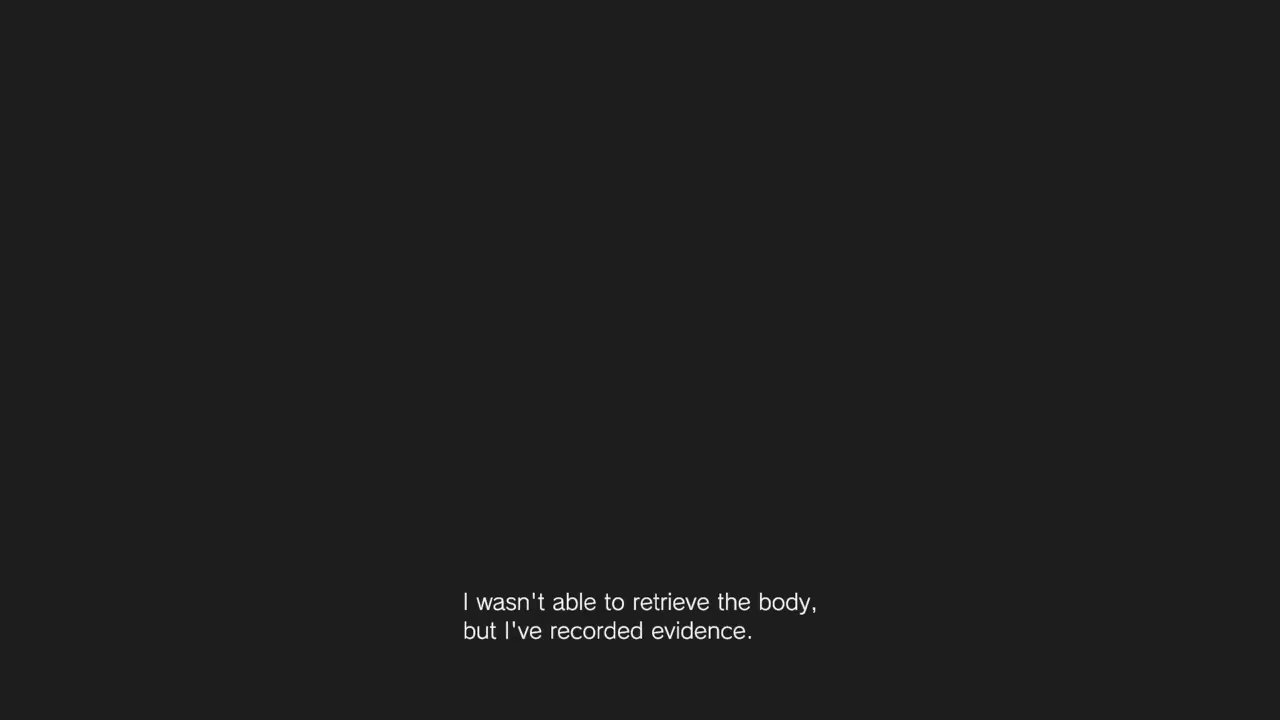 I wasn't able to retrieve the body,
but I've recorded evidence.